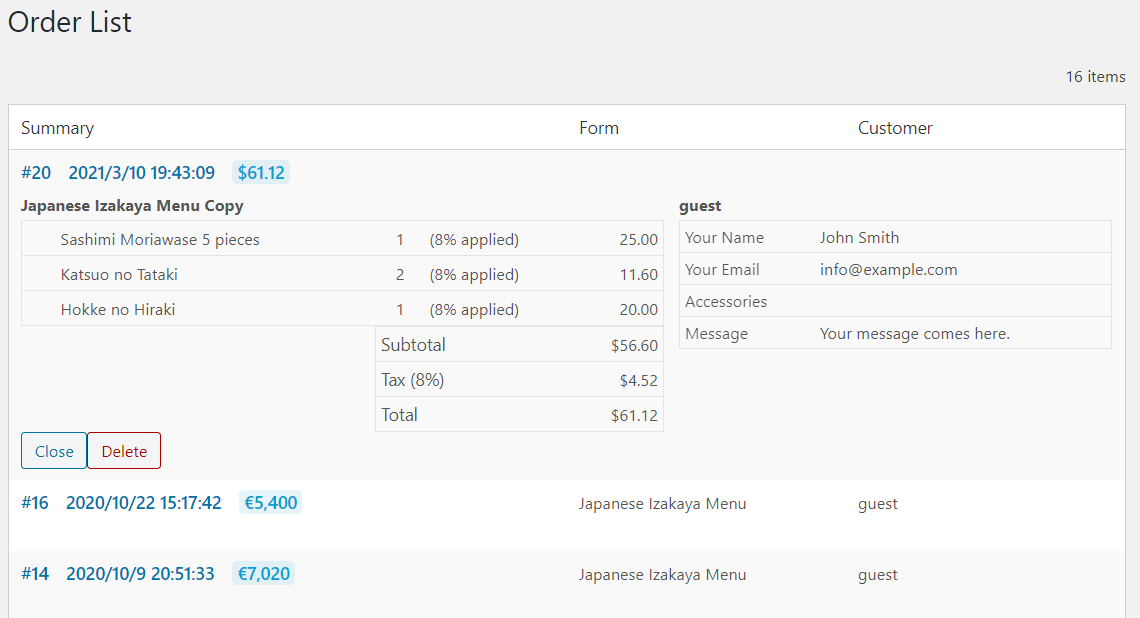 Order List
16 items
Summary Form Customer
#20 2021/3/10 19:43:09 $61.12
Japanese Izakaya Menu Copy
Sashimi Moriawase 5 pieces 1 (8% applied) 25.00
Katsuo no Tataki 2 (8% applied) 11.60
Hokke no Hiraki 1 (8% applied) 20.00
Subtotal $56.60
Tax (8%) $4.52
Total $61.12
guest
Your Name John Smith
Your Email info@example.com
Accessories
Message Your message comes here.
Close Delete
#16 2020/10/22 15:17:42 €5,400 Japanese Izakaya Menu guest
#14 2020/10/9 20:51:33 €7,020 Japanese Izakaya Menu guest